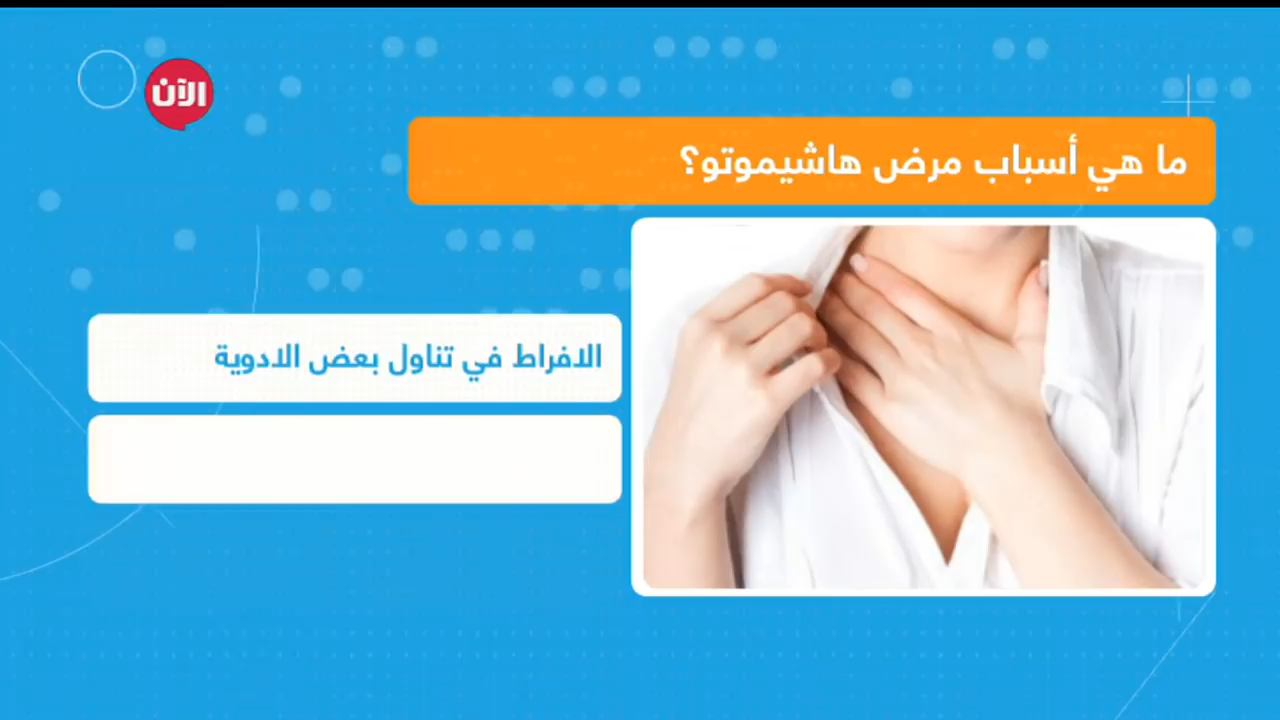 الآن
ما هي أسباب مرض هاشيموتو؟
الافراط في تناول بعض الادوية